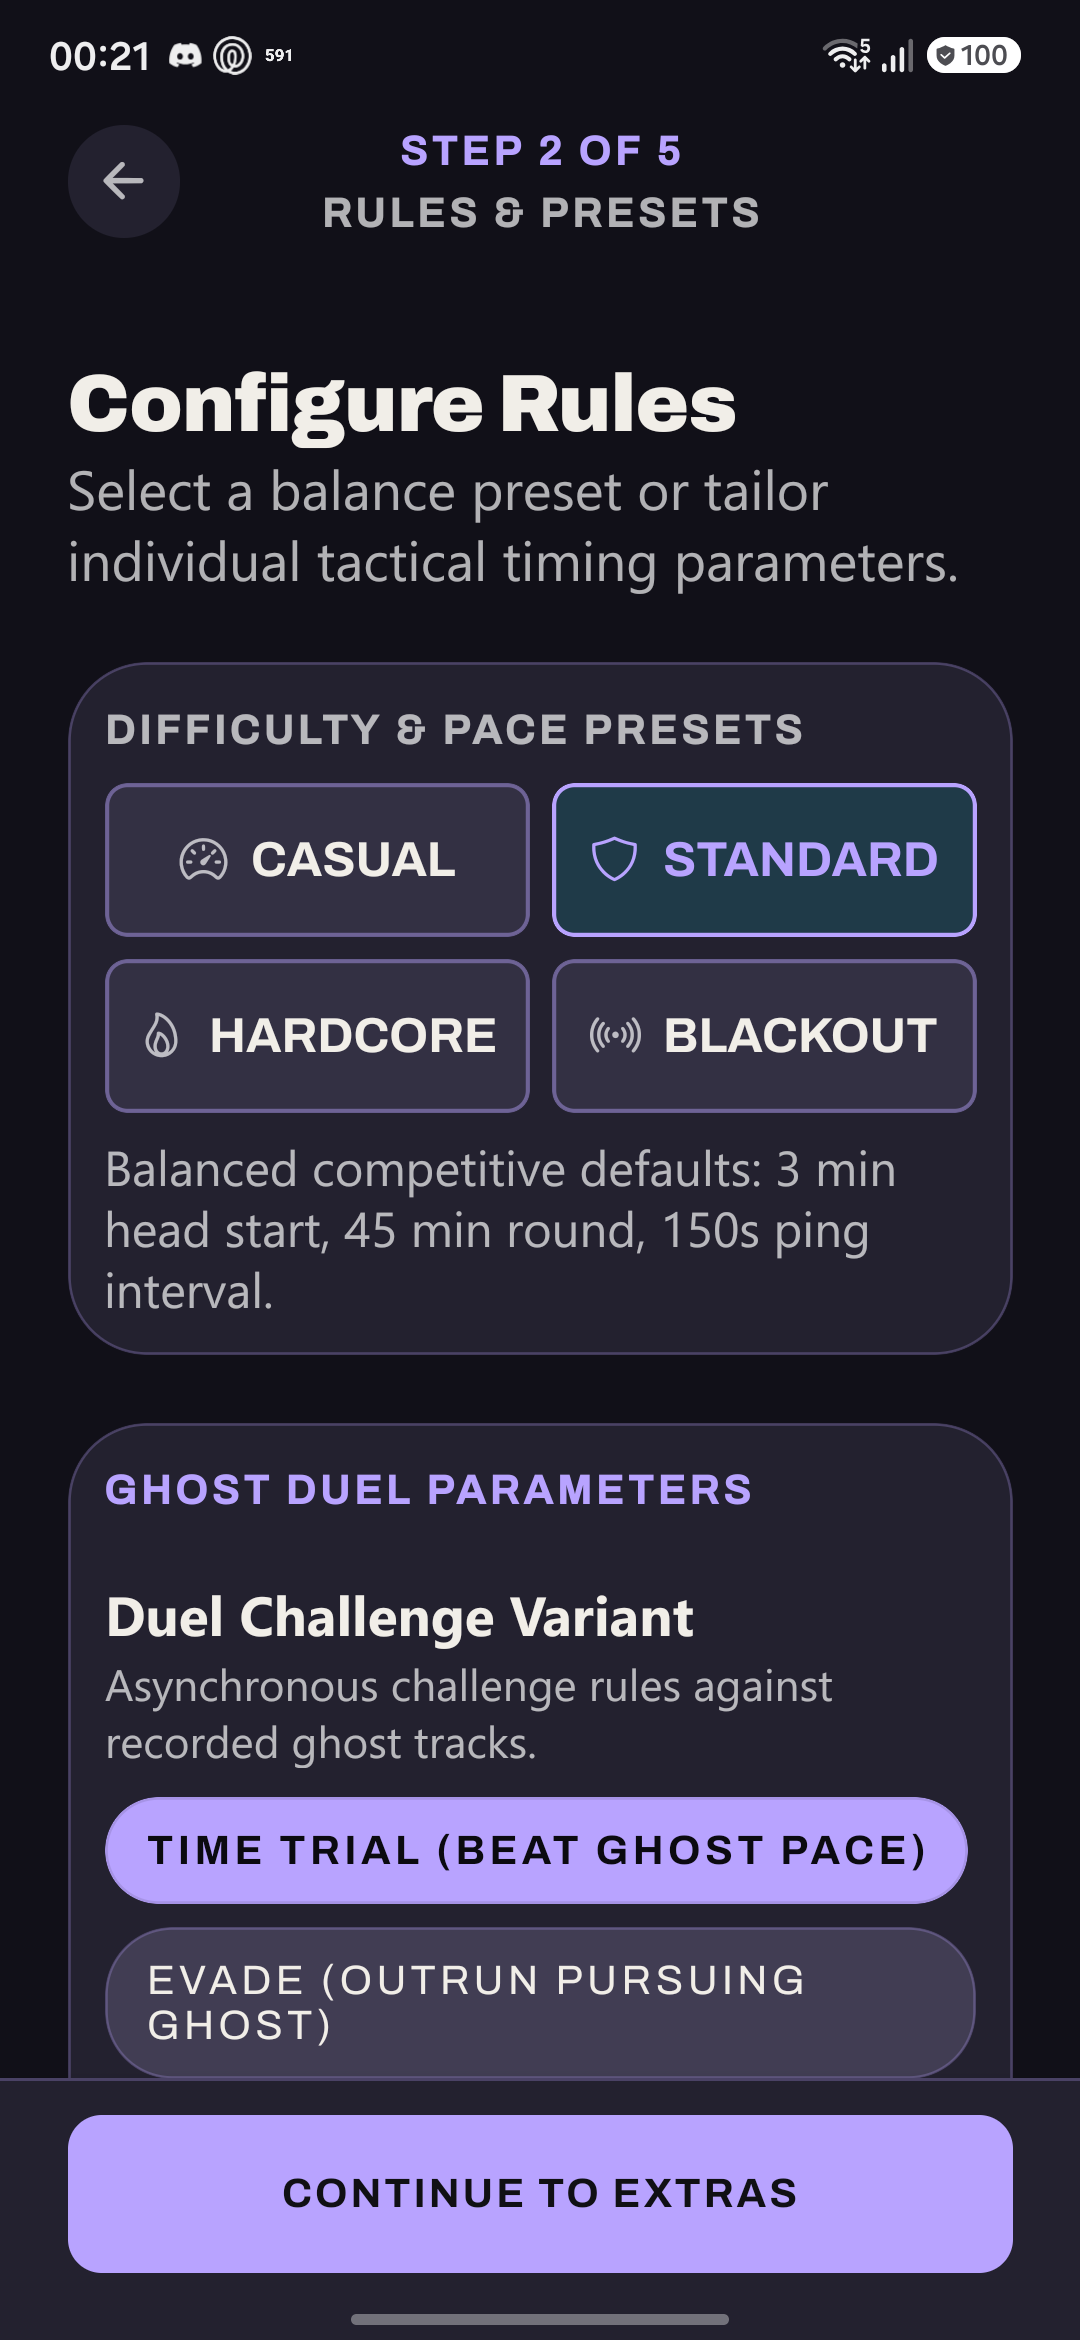 00:21 591 5 100
STEP 2 OF 5
RULES & PRESETS
Configure Rules
Select a balance preset or tailor
individual tactical timing parameters.
DIFFICULTY & PACE PRESETS
CASUAL
STANDARD
HARDCORE
BLACKOUT
Balanced competitive defaults: 3 min
head start, 45 min round, 150s ping
interval.
GHOST DUEL PARAMETERS
Duel Challenge Variant
Asynchronous challenge rules against
recorded ghost tracks.
TIME TRIAL (BEAT GHOST PACE)
EVADE (OUTRUN PURSUING
GHOST)
CONTINUE TO EXTRAS